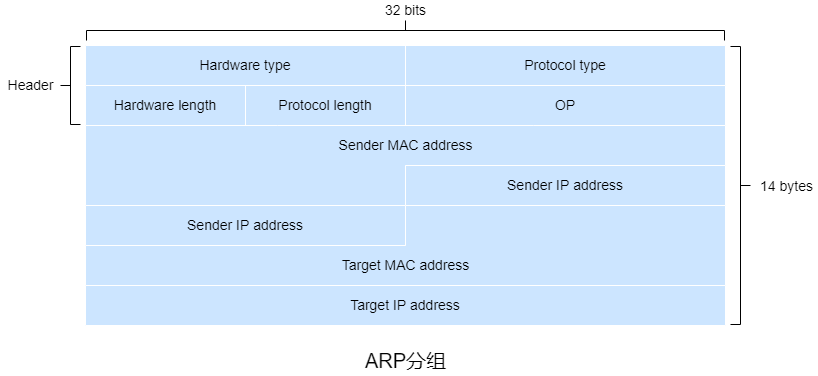 32 bits
Hardware type Protocol type
Header
Hardware length Protocol length OP
Sender MAC address
Sender IP address
14 bytes
Sender IP address
Target MAC address
Target IP address
ARP分组